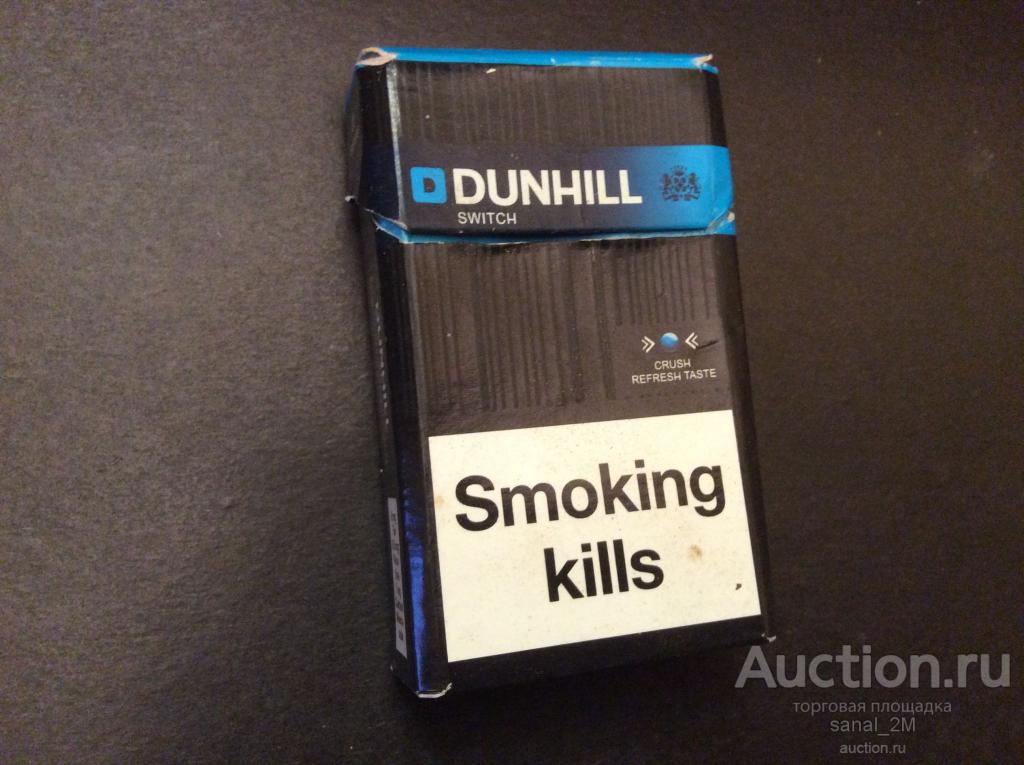 D DUNHILL
SWITCH
CRUSH
REFRESH TASTE
Smoking
kills
Auction.ru
торговая площадка
sanal_2M
auction.ru